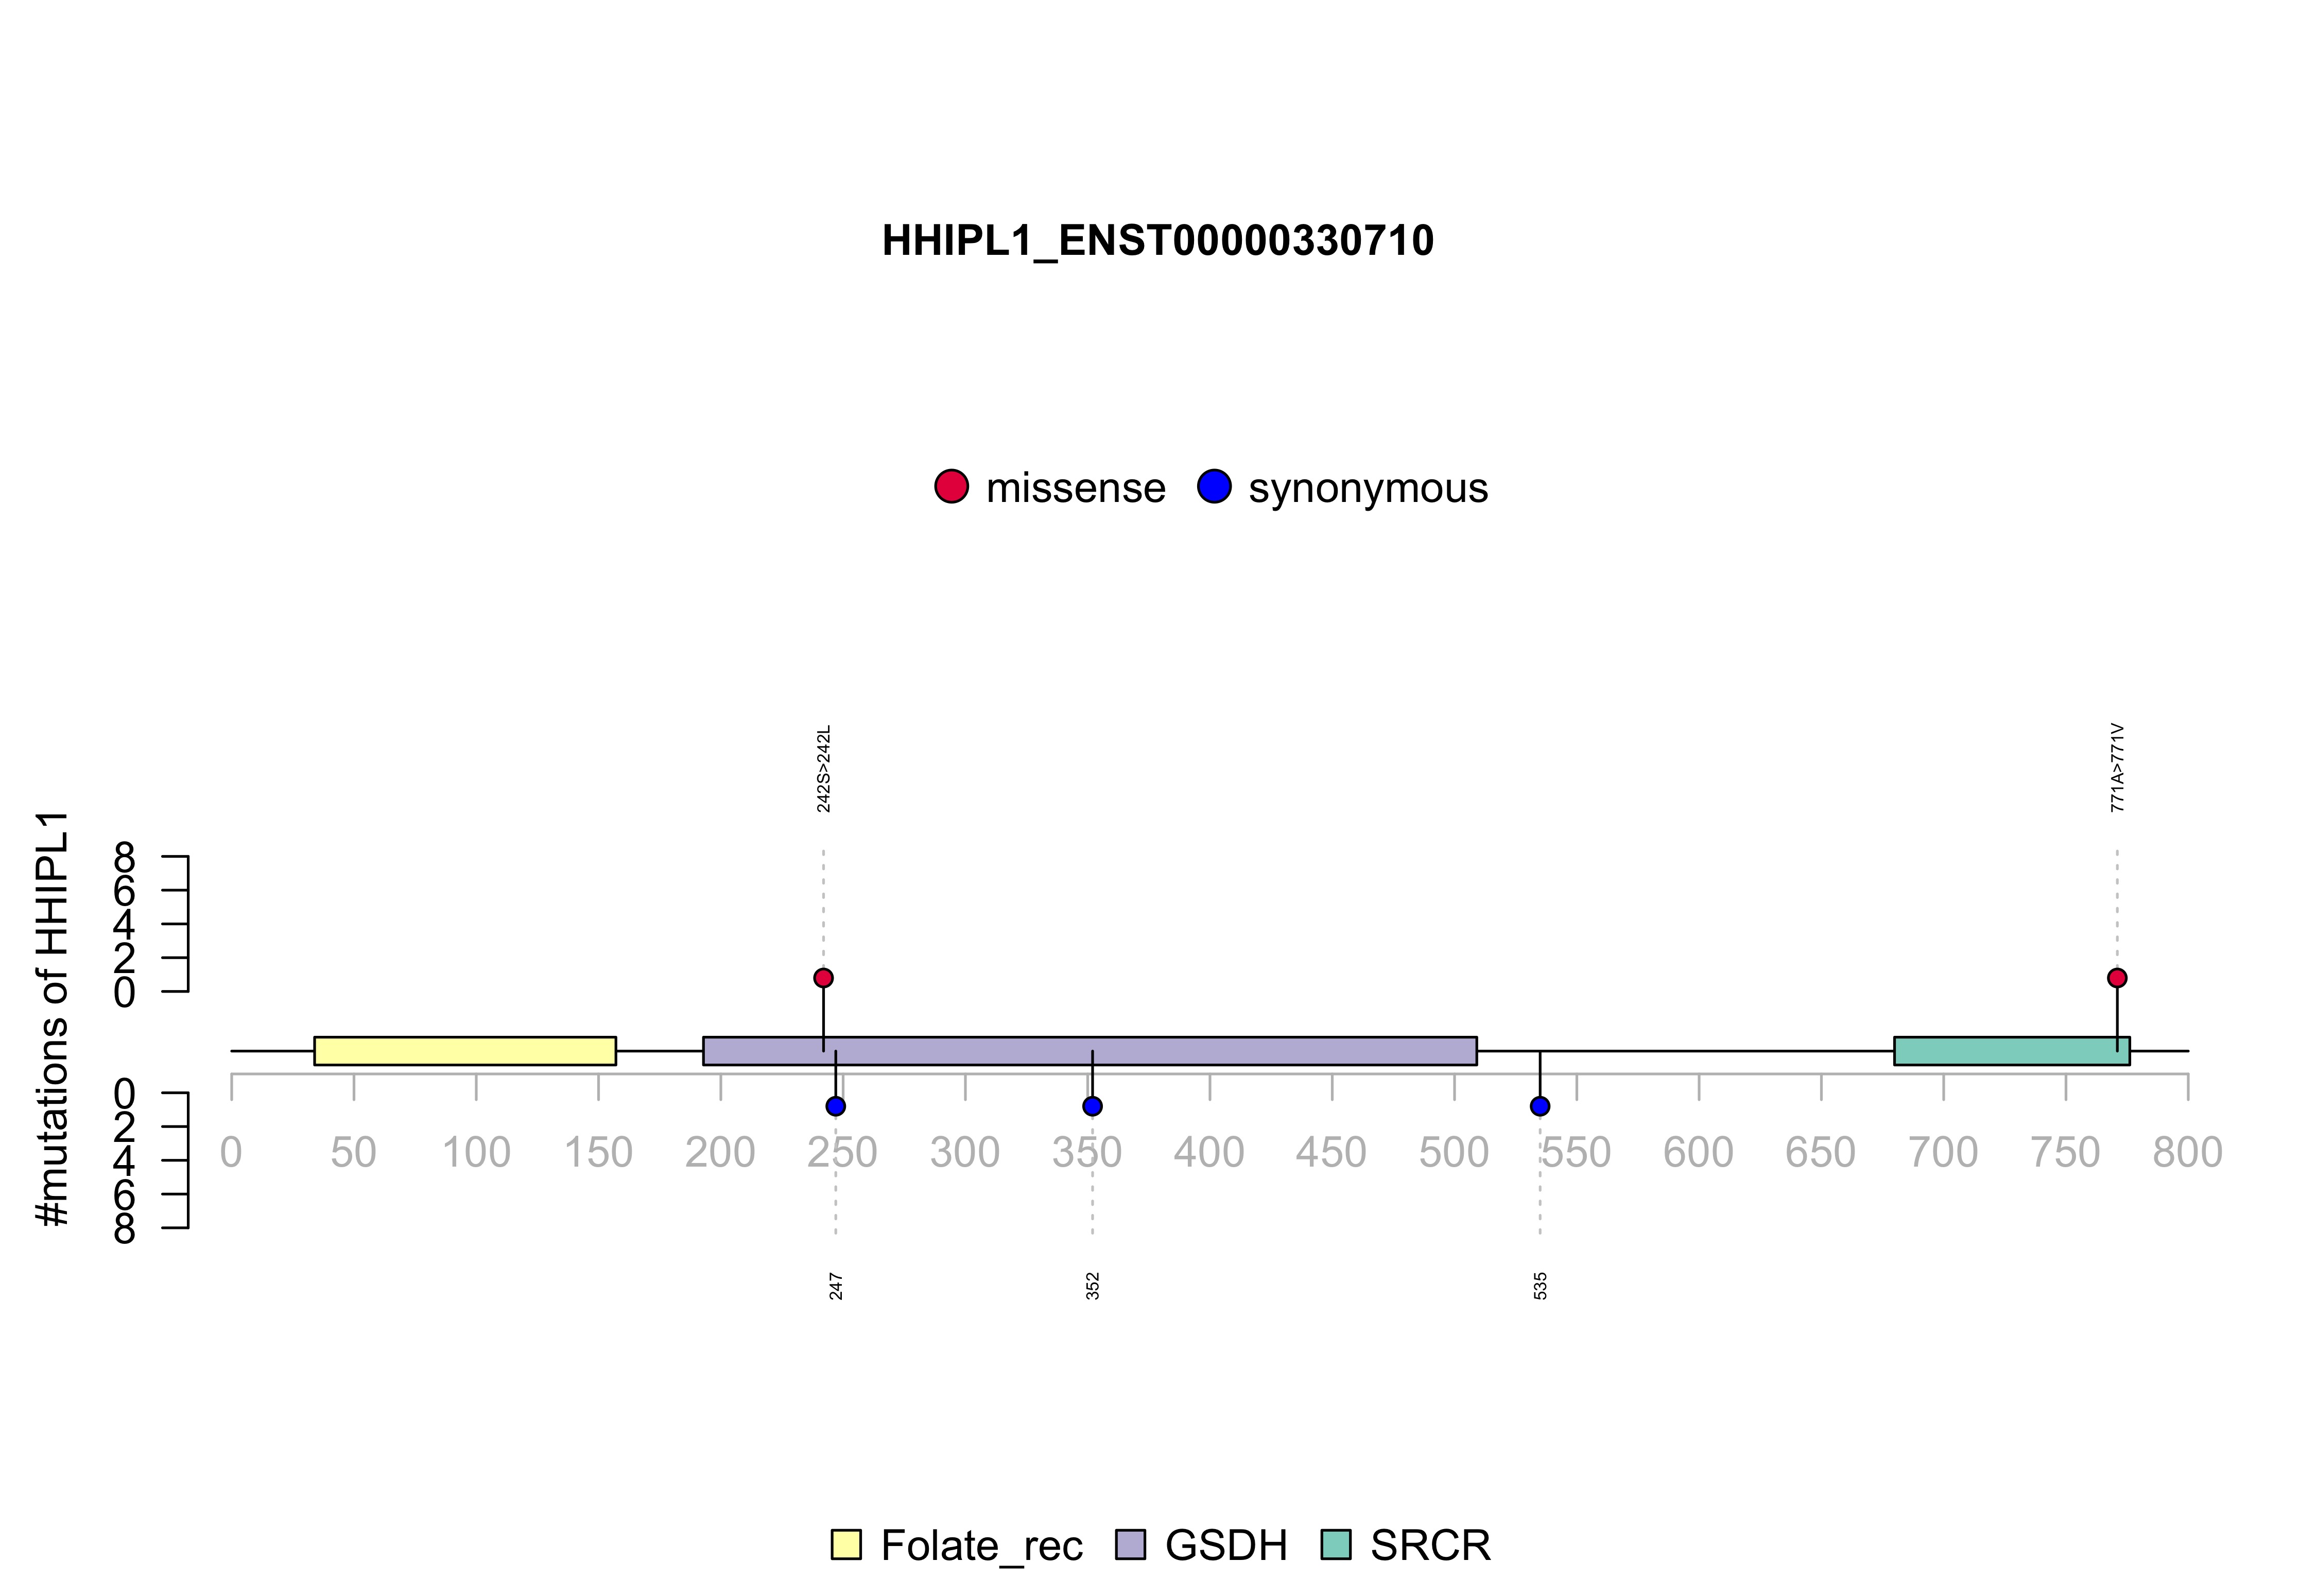 HHIPL1_ENST00000330710
missense synonymous
242S>242L 771A>771V
#mutations of HHIPL1
8
6
4
2
0
0
2
4
6
8
0 50 100 150 200 250 300 350 400 450 500 550 600 650 700 750 800
247 352 535
Folate_rec GSDH SRCR